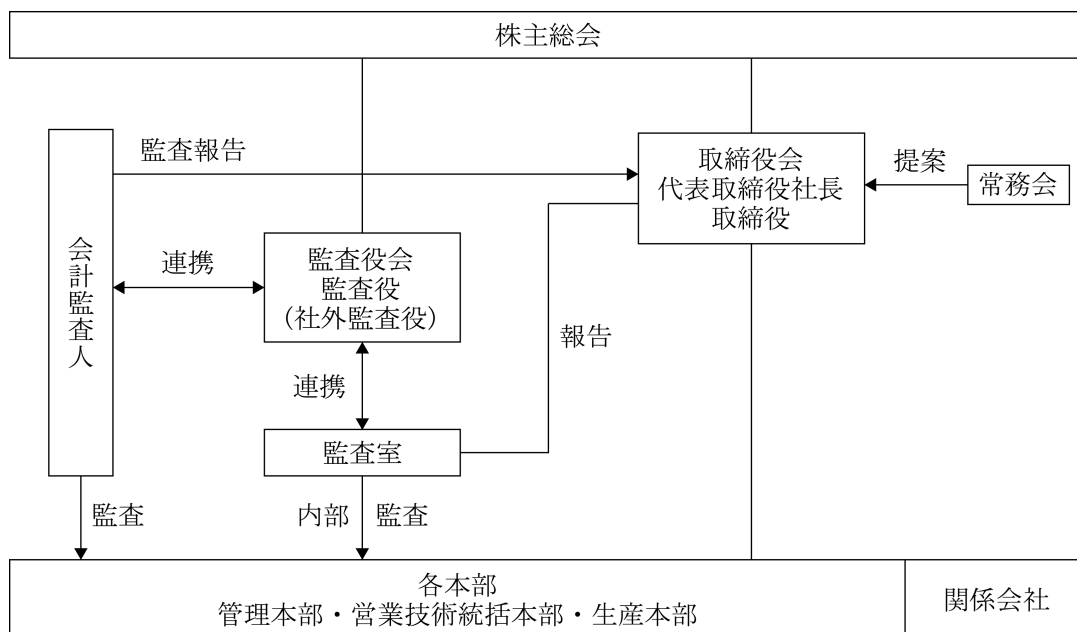 株主総会
監査報告
取締役会
代表取締役社長
取締役
提案
常務会
会計監査人
連携
監査役会
監査役
（社外監査役）
報告
連携
監査室
監査
内部 監査
各本部
管理本部・営業技術統括本部・生産本部
関係会社